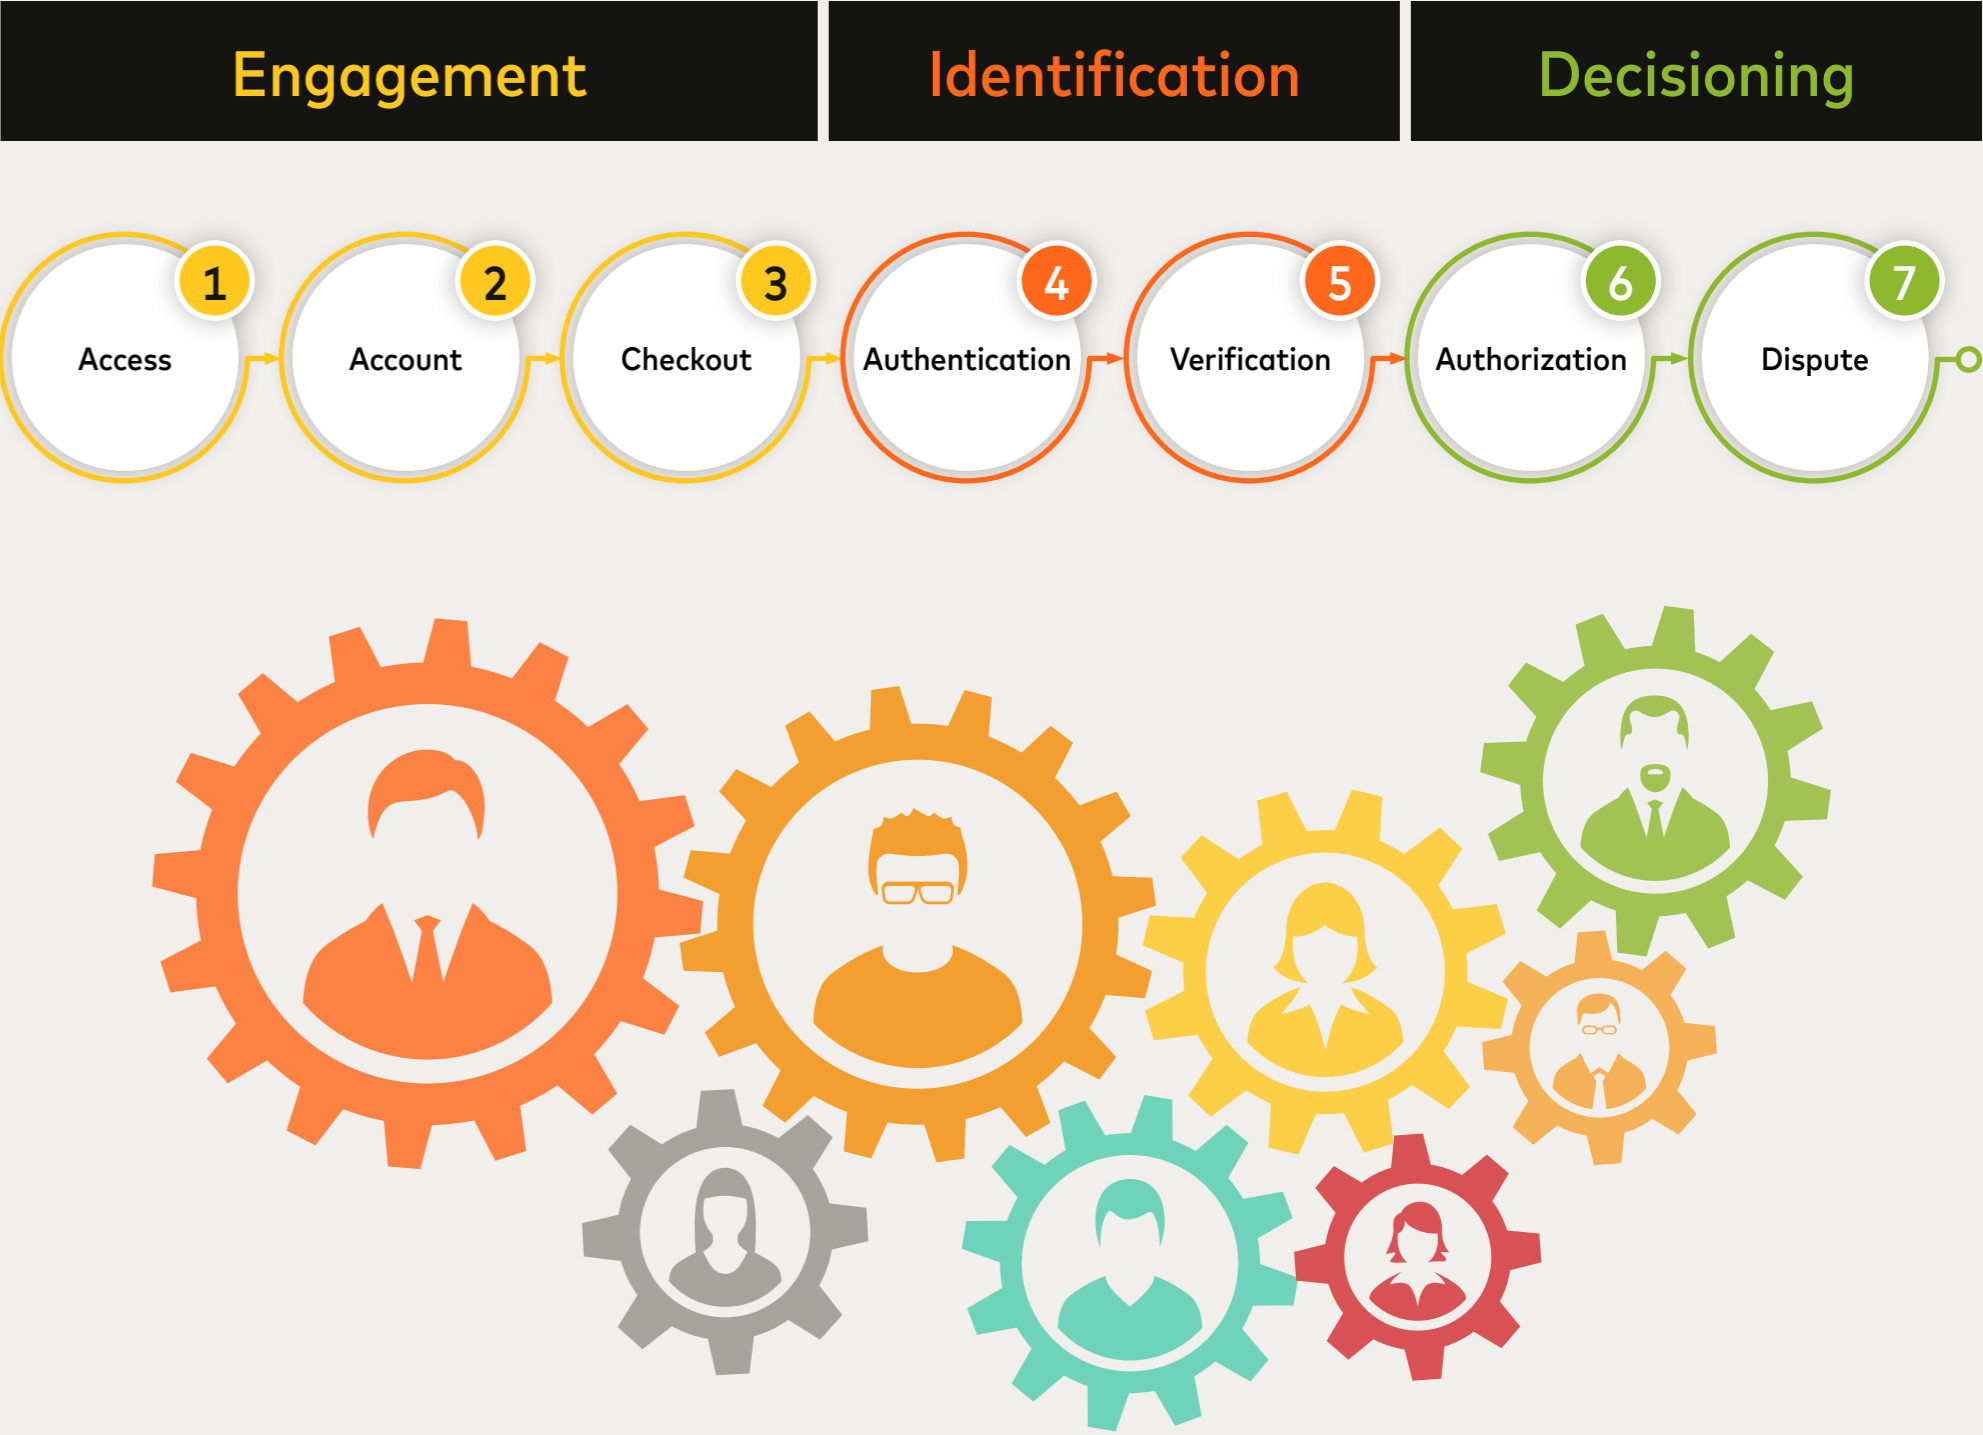 Engagement
Identification
Decisioning
1
2
3
4
5
6
7
Access
Account
Checkout
Authentication
Verification
Authorization
Dispute